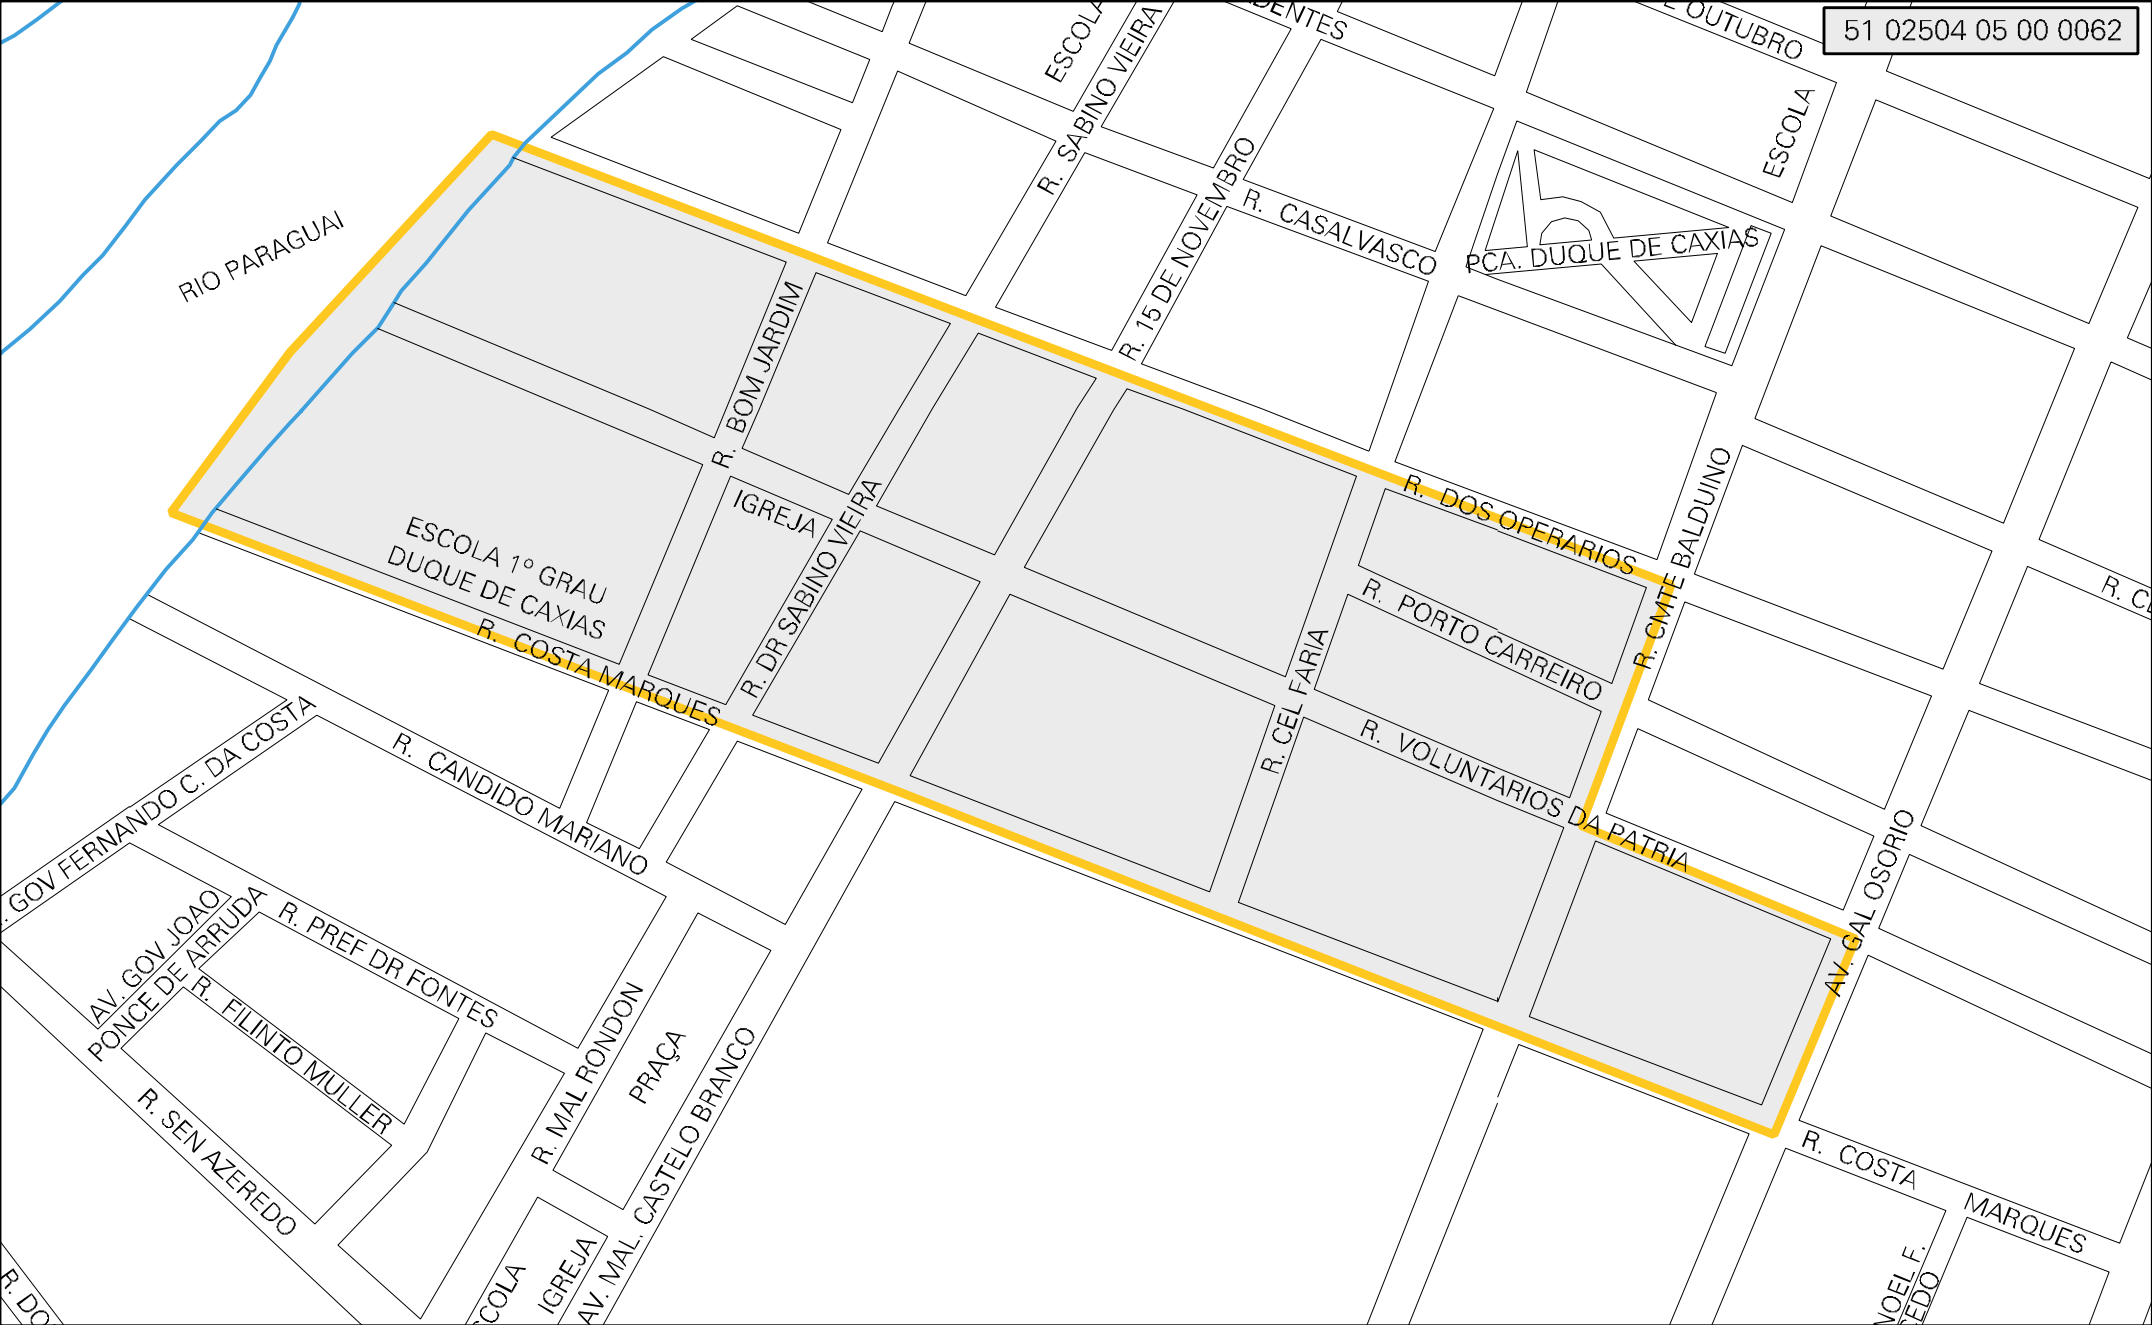 51 02504 05 00 0062
OUTUBRO
ESCOLA
R. SABINO VIEIRA
ESCOLA
R. 15 DE NOVEMBRO
R. CASALVASCO
PCA. DUQUE DE CAXIAS
RIO PARAGUAI
R. BOM JARDIM
IGREJA
R. DR SABINO VIEIRA
R. DOS OPERARIOS
R. CMTE BALDUINO
ESCOLA 1º GRAU
DUQUE DE CAXIAS
R. COSTA MARQUES
R. PORTO CARREIRO
R. CEL FARIA
R. VOLUNTARIOS DA PATRIA
AV. GAL OSORIO
GOV FERNANDO C. DA COSTA
R. CANDIDO MARIANO
AV. GOV JOAO
PONCE DE ARRUDA
R. PREF DR FONTES
R. FILINTO MULLER
R. SEN AZEREDO
R. MAL RONDON
PRAÇA
AV. MAL. CASTELO BRANCO
IGREJA
R. COSTA MARQUES
R. DO